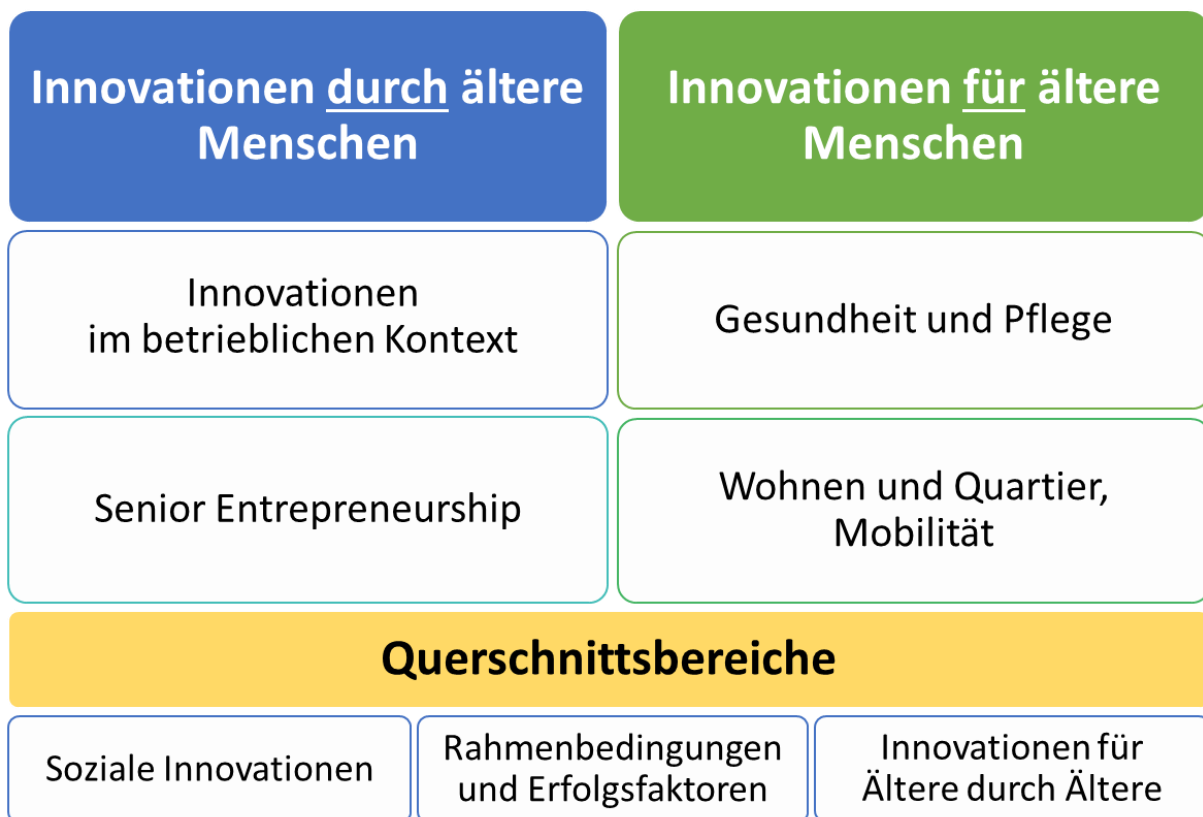 Innovationen durch ältere
Menschen
Innovationen für ältere
Menschen
Innovationen
im betrieblichen Kontext
Gesundheit und Pflege
Senior Entrepreneurship
Wohnen und Quartier,
Mobilität
Querschnittsbereiche
Soziale Innovationen
Rahmenbedingungen
und Erfolgsfaktoren
Innovationen für
Ältere durch Ältere